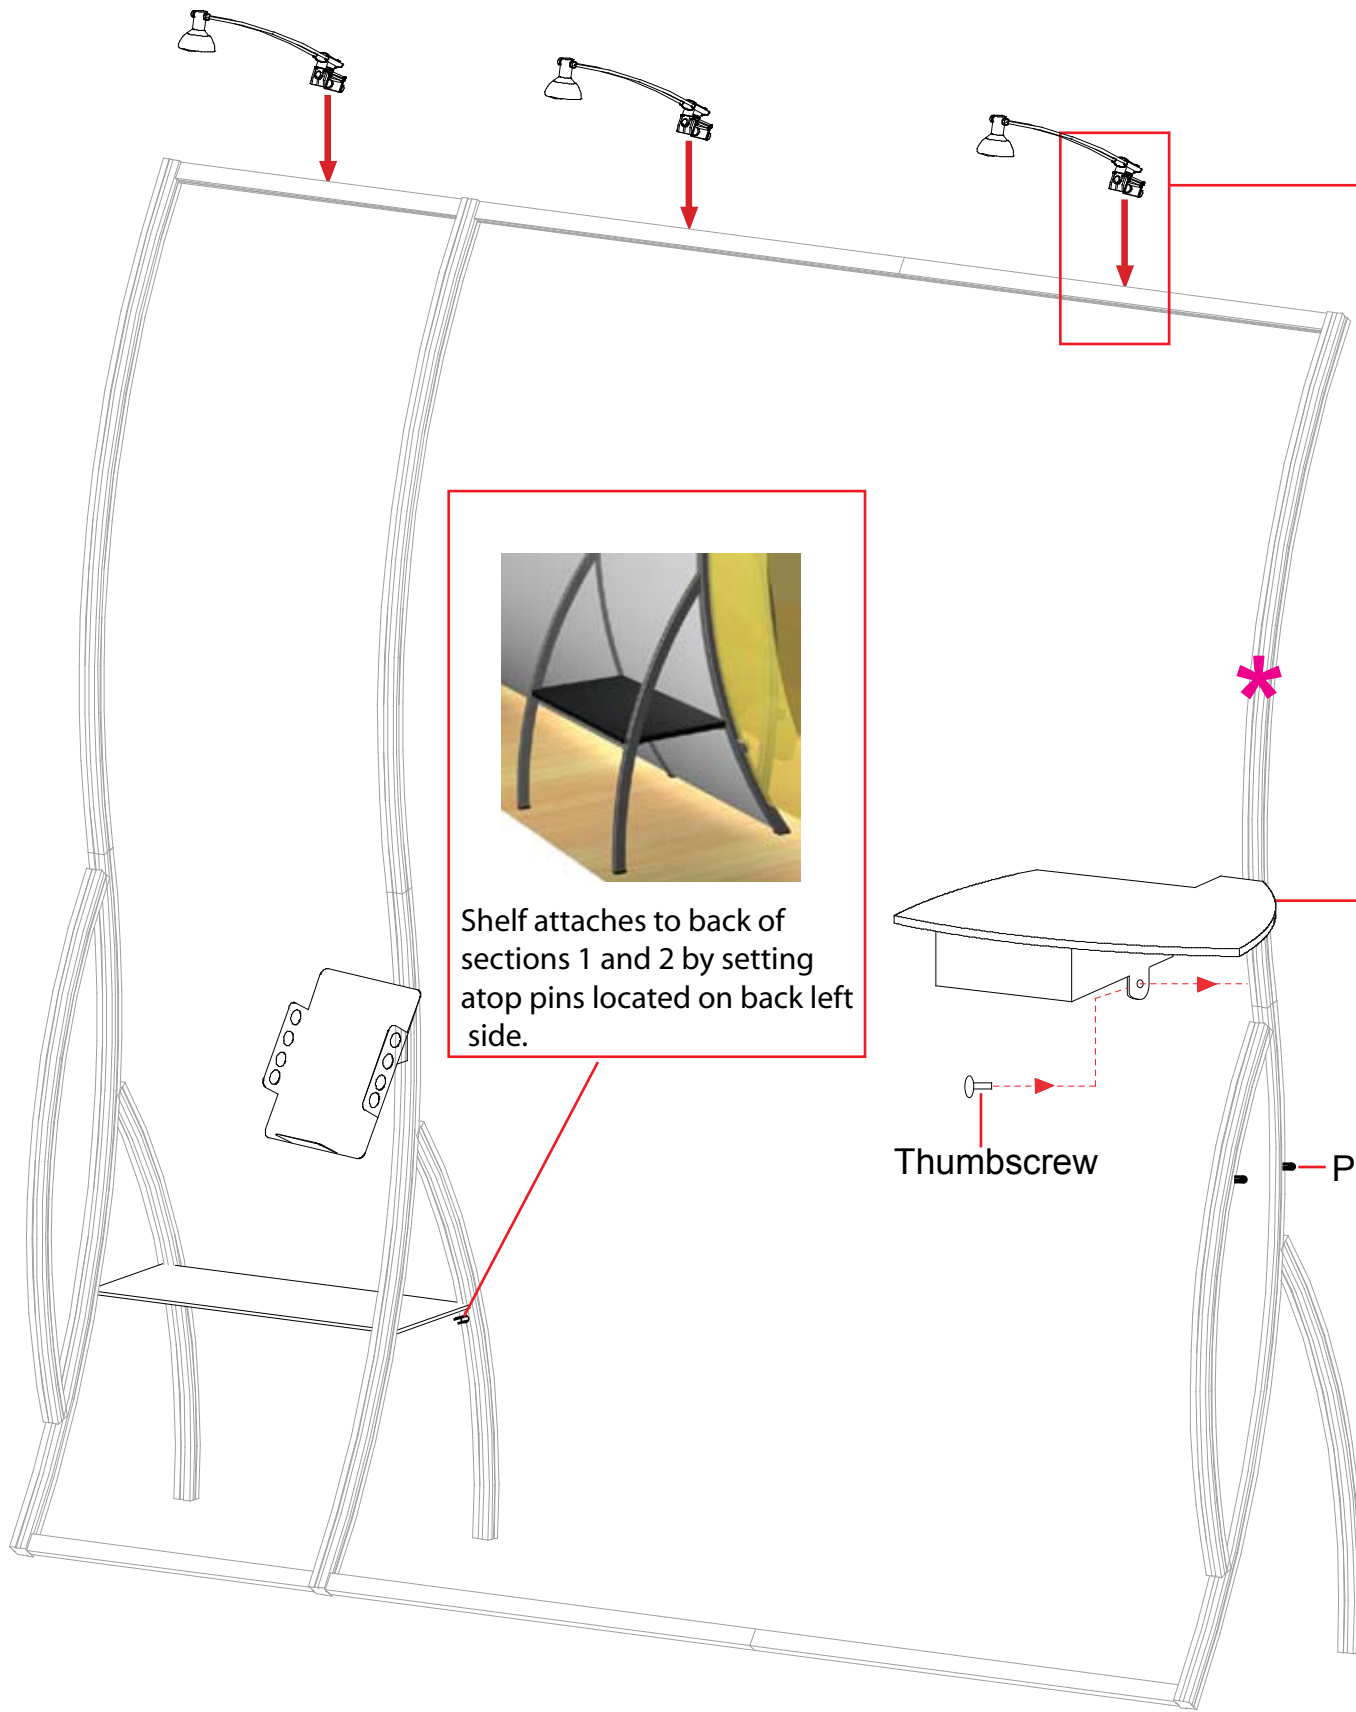 Shelf attaches to back of
sections 1 and 2 by setting
atop pins located on back left
side.
*
Thumbscrew
P